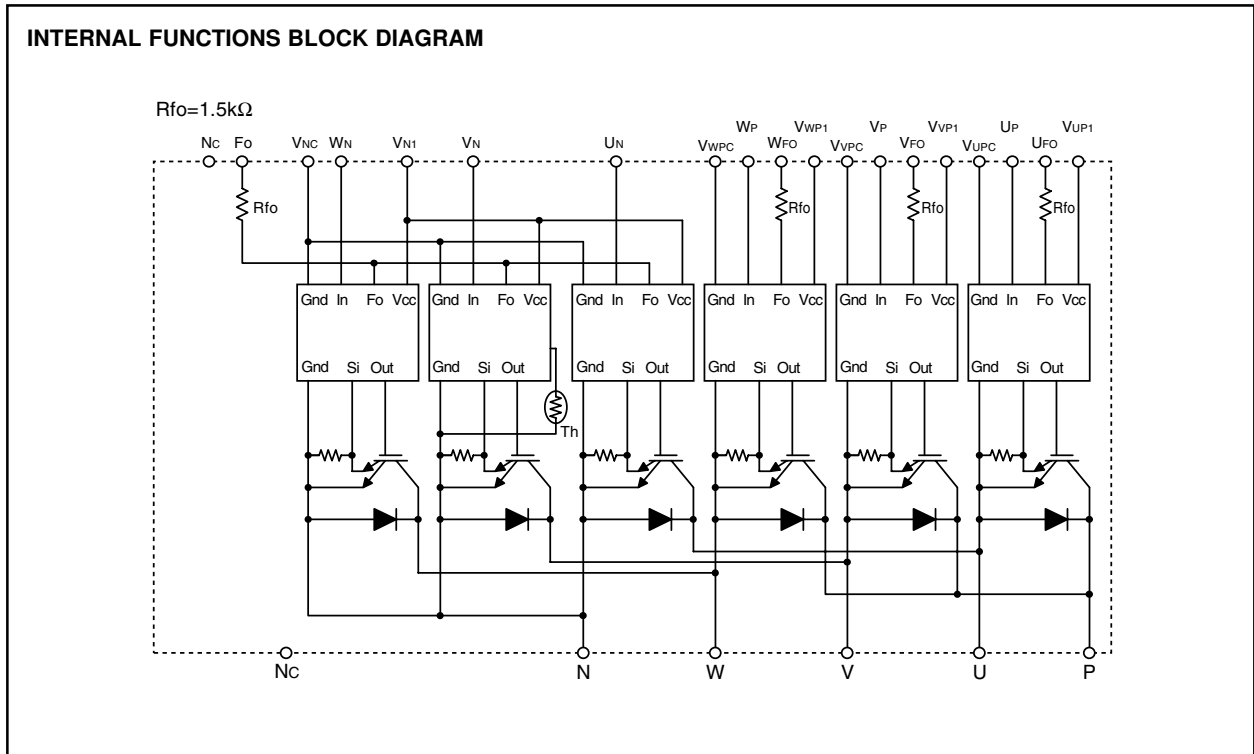 INTERNAL FUNCTIONS BLOCK DIAGRAM
Rfo=1.5kΩ
NC FO VNC WN VN1 VN UN VWPC WP WFO VWP1 VVPC VP VFO VVP1 VUPC UP UFO VUP1
Rfo Rfo Rfo Rfo
Gnd In Fo Vcc Gnd In Fo Vcc Gnd In Fo Vcc Gnd In Fo Vcc Gnd In Fo Vcc Gnd In Fo Vcc
Gnd Si Out Gnd Si Out Gnd Si Out Gnd Si Out Gnd Si Out Gnd Si Out
Th
NC N W V U P